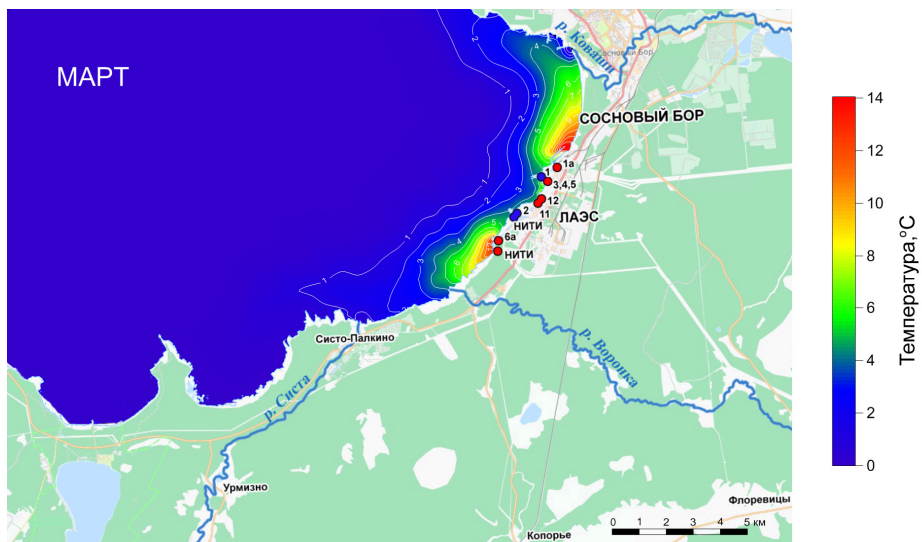 МАРТ
р. Коваши
Сосновый Бор
СОСНОВЫЙ БОР
1а
1
3,4,5
12
11
ЛАЭС
2
НИТИ
6а
НИТИ
Систо-Палкино
р. Систа
р. Воронка
Урмизно
Флоревицы
Копорье
0 1 2 3 4 5 км
14
12
10
8
6
4
2
0
Температура,°С